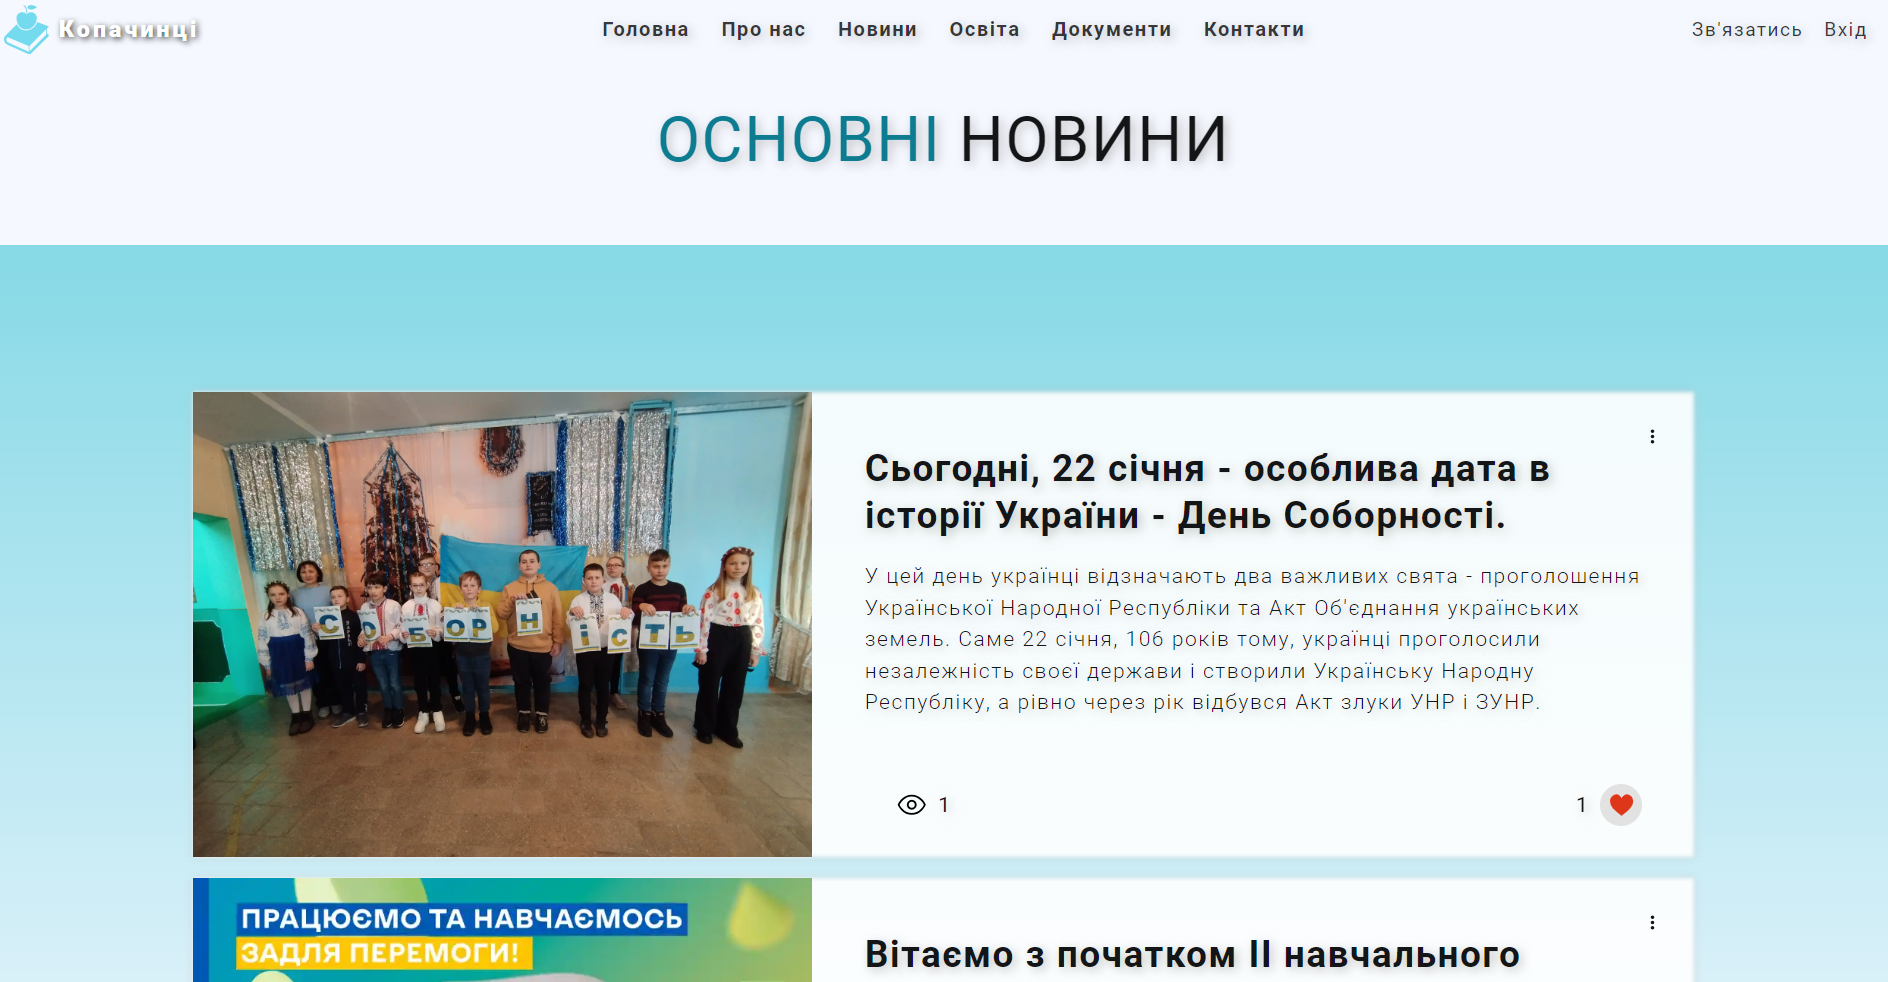 Копачинці
Головна Про нас Новини Освіта Документи Контакти
Зв'язатись Вхід
ОСНОВНІ НОВИНИ
СОБОРНІСТЬ
Сьогодні, 22 січня - особлива дата в
історії України - День Соборності.
У цей день українці відзначають два важливих свята - проголошення
Української Народної Республіки та Акт Об'єднання українських
земель. Саме 22 січня, 106 років тому, українці проголосили
незалежність своєї держави і створили Українську Народну
Республіку, а рівно через рік відбувся Акт злуки УНР і ЗУНР.
1
1
ПРАЦЮЄМО ТА НАВЧАЄМОСЬ
ЗАДЛЯ ПЕРЕМОГИ!
Вітаємо з початком ІІ навчального